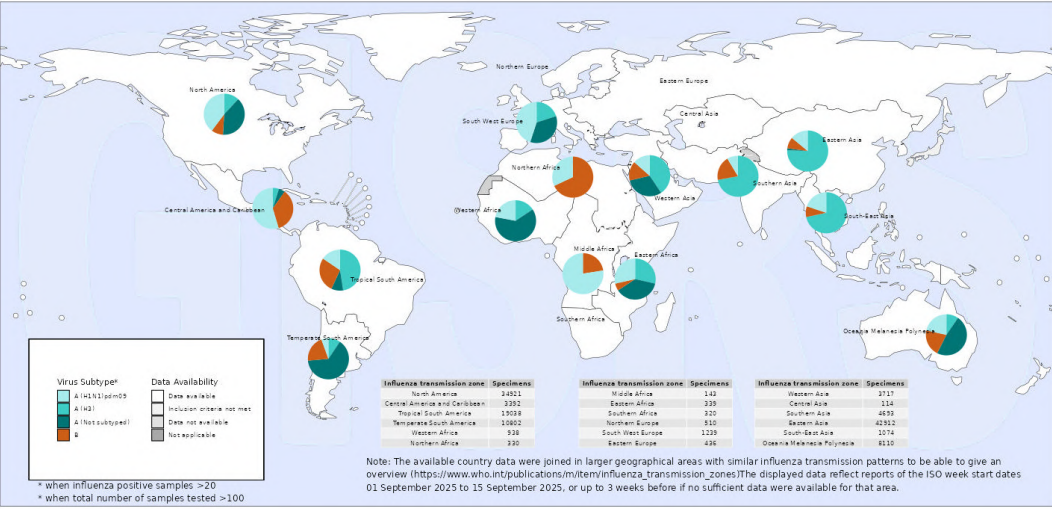 Northern Europe
Eastern Europe
North America
Central Asia
South West Europe
Eastern Asia
Northern Africa
Southern Asia
Western Asia
Central America and Caribbean
Western Africa
South-East Asia
Middle Africa
Eastern Africa
Tropical South America
Southern Africa
Oceania Melanesia Polynesia
Temperate South America
Virus Subtype*
A(H1N1)pdm09
A(H3)
A(Not subtyped)
B
Data Availability
Data available
Inclusion criteria not met
Data not available
Not applicable
* when influenza positive samples >20
* when total number of samples tested >100
Influenza transmission zone Specimens
North America 34921
Central America and Caribbean 3392
Tropical South America 19038
Temperate South America 10802
Western Africa 938
Northern Africa 330
Influenza transmission zone Specimens
Middle Africa 143
Eastern Africa 339
Southern Africa 320
Northern Europe 910
South West Europe 1239
Eastern Europe 436
Influenza transmission zone Specimens
Western Asia 3717
Central Asia 114
Southern Asia 4693
Eastern Asia 42912
South-East Asia 1074
Oceania Melanesia Polynesia 8110
Note: The available country data were joined in larger geographical areas with similar influenza transmission patterns to be able to give an
overview (https://www.who.int/publications/m/item/influenza_transmission_zones)The displayed data reflect reports of the ISO week start dates
01 September 2025 to 15 September 2025, or up to 3 weeks before if no sufficient data were available for that area.